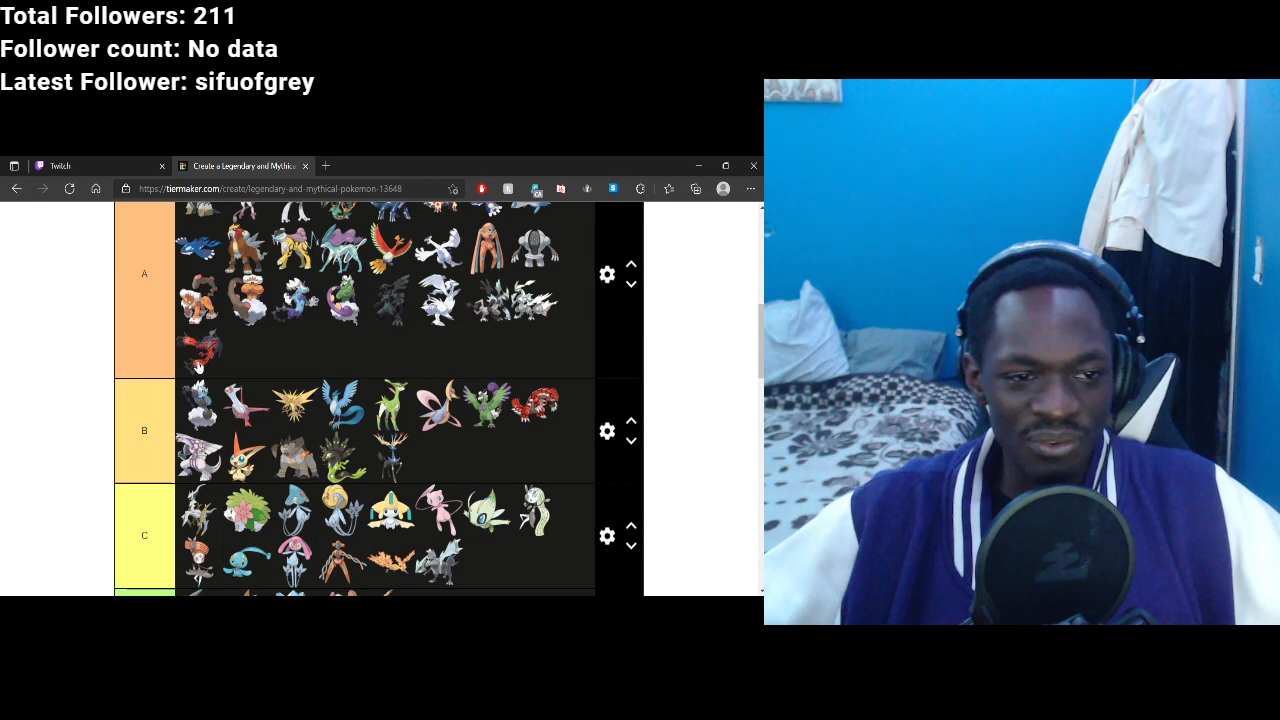 Total Followers: 211
Follower count: No data
Latest Follower: sifuofgrey
Twitch
Create a Legendary and Mythica
https://tiermaker.com/create/legendary-and-mythical-pokemon-13648
A
B
C